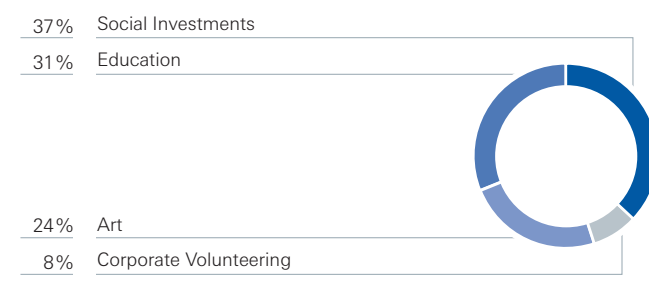 37% Social Investments
31% Education
24% Art
8% Corporate Volunteering